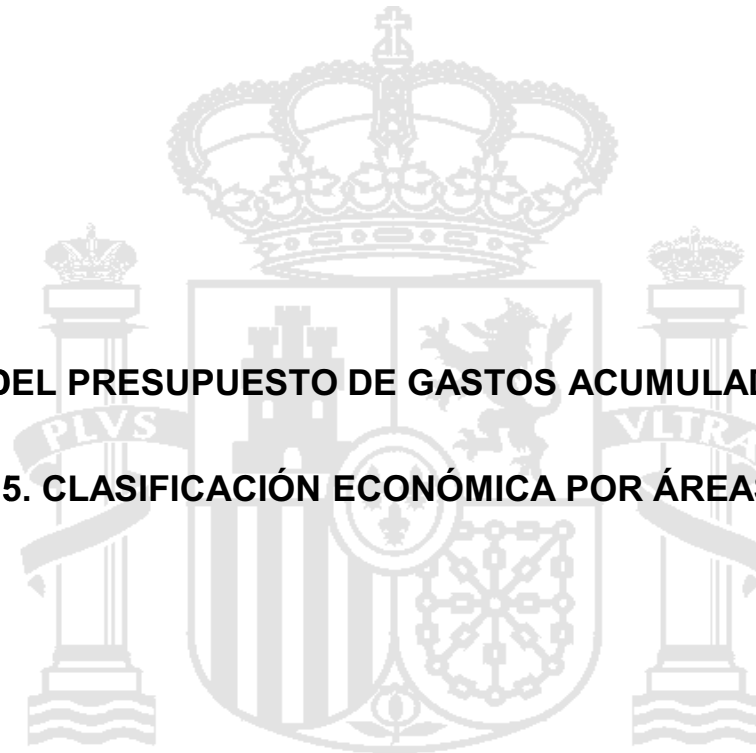 DEL PRESUPUESTO DE GASTOS ACUMULAD
5. CLASIFICACIÓN ECONÓMICA POR ÁREAS
PLVS
VLTRA